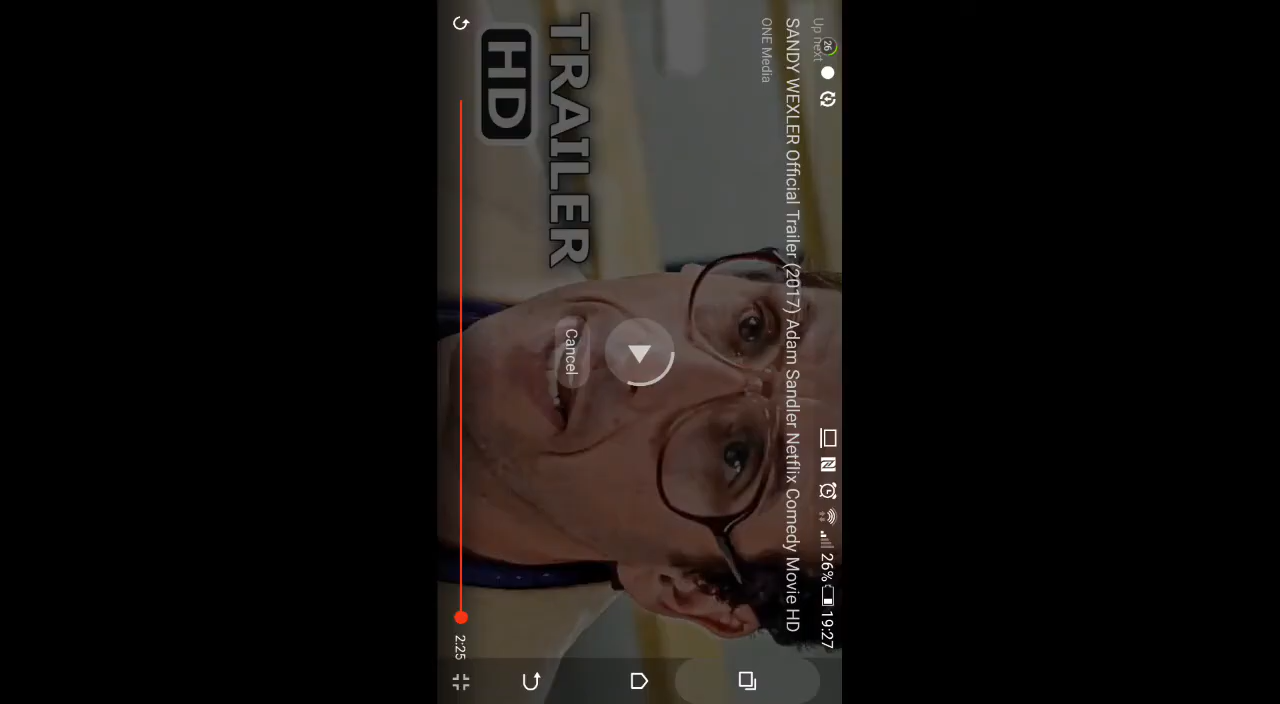 26
26% 19:27
Up next
SANDY WEXLER Official Trailer (2017) Adam Sandler Netflix Comedy Movie HD
ONE Media
Cancel
TRAILER
HD
2:25